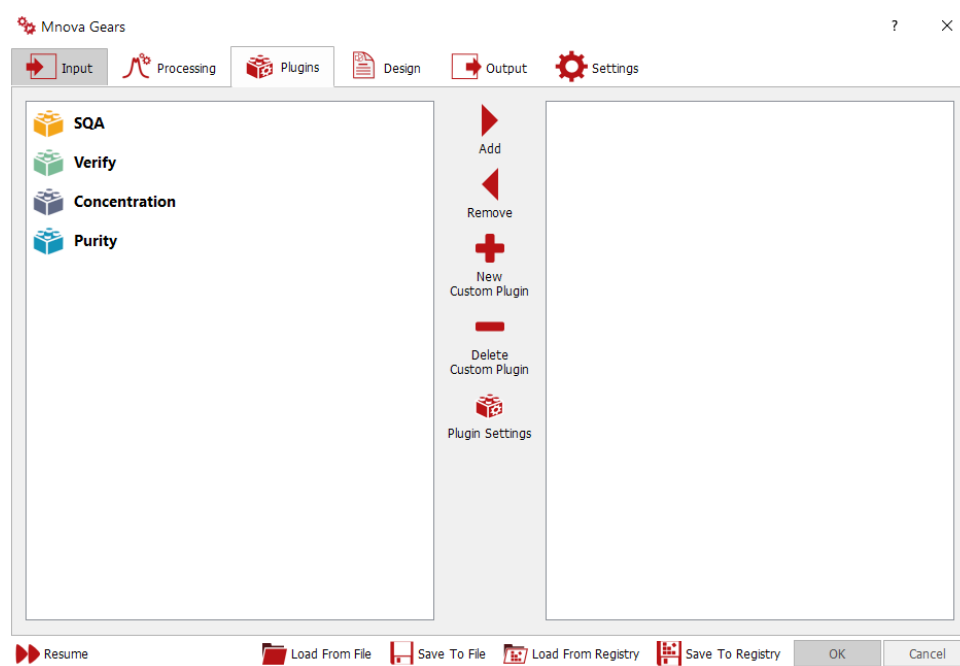 Mnova Gears
?
Input Processing Plugins Design Output Settings
SQA
Verify
Concentration
Purity
Add
Remove
New
Custom Plugin
Delete
Custom Plugin
Plugin Settings
Resume Load From File Save To File Load From Registry Save To Registry OK Cancel